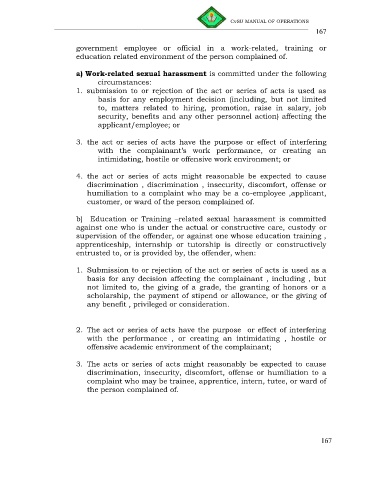 CvSU MANUAL OF OPERATIONS
167
government employee or official in a work-related, training or
education related environment of the person complained of.
a) Work-related sexual harassment is committed under the following
circumstances:
1. submission to or rejection of the act or series of acts is used as
basis for any employment decision (including, but not limited
to, matters related to hiring, promotion, raise in salary, job
security, benefits and any other personnel action) affecting the
applicant/employee; or
3. the act or series of acts have the purpose or effect of interfering
with the complainant's work performance, or creating an
intimidating, hostile or offensive work environment; or
4. the act or series of acts might reasonable be expected to cause
discrimination , discrimination , insecurity, discomfort, offense or
humiliation to a complaint who may be a co-employee ,applicant,
customer, or ward of the person complained of.
b) Education or Training –related sexual harassment is committed
against one who is under the actual or constructive care, custody or
supervision of the offender, or against one whose education training ,
apprenticeship, internship or tutorship is directly or constructively
entrusted to, or is provided by, the offender, when:
1. Submission to or rejection of the act or series of acts is used as a
basis for any decision affecting the complainant , including , but
not limited to, the giving of a grade, the granting of honors or a
scholarship, the payment of stipend or allowance, or the giving of
any benefit , privileged or consideration.
2. The act or series of acts have the purpose or effect of interfering
with the performance , or creating an intimidating , hostile or
offensive academic environment of the complainant;
3. The acts or series of acts might reasonably be expected to cause
discrimination, insecurity, discomfort, offense or humiliation to a
complaint who may be trainee, apprentice, intern, tutee, or ward of
the person complained of.
167